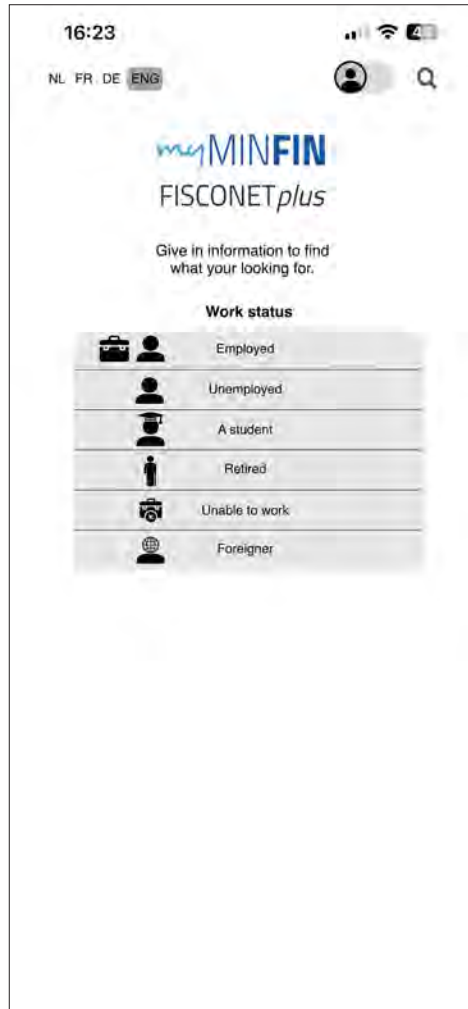 16:23
NL FR DE ENG
myMINFIN
FISCONETplus
Give in information to find
what your looking for.
Work status
Employed
Unemployed
A student
Retired
Unable to work
Foreigner